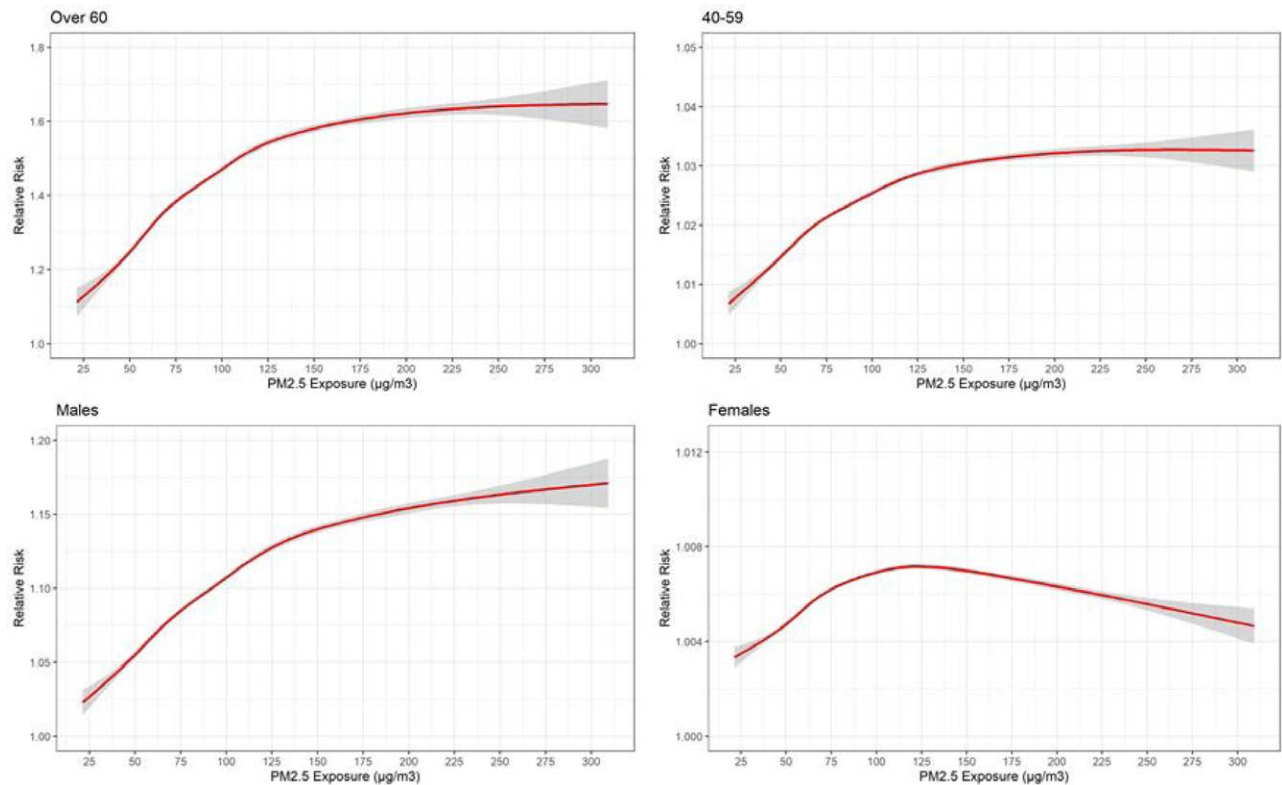 Over 60
1.8
1.6
1.4
1.2
1.0
Relative Risk
25 50 75 100 125 150 175 200 225 250 275 300
PM2.5 Exposure (µg/m3)
40-59
1.05
1.04
1.03
1.02
1.01
1.00
Relative Risk
25 50 75 100 125 150 175 200 225 250 275 300
PM2.5 Exposure (µg/m3)
Males
1.20
1.15
1.10
1.05
1.00
Relative Risk
25 50 75 100 125 150 175 200 225 250 275 300
PM2.5 Exposure (µg/m3)
Females
1.012
1.008
1.004
1.000
Relative Risk
25 50 75 100 125 150 175 200 225 250 275 300
PM2.5 Exposure (µg/m3)